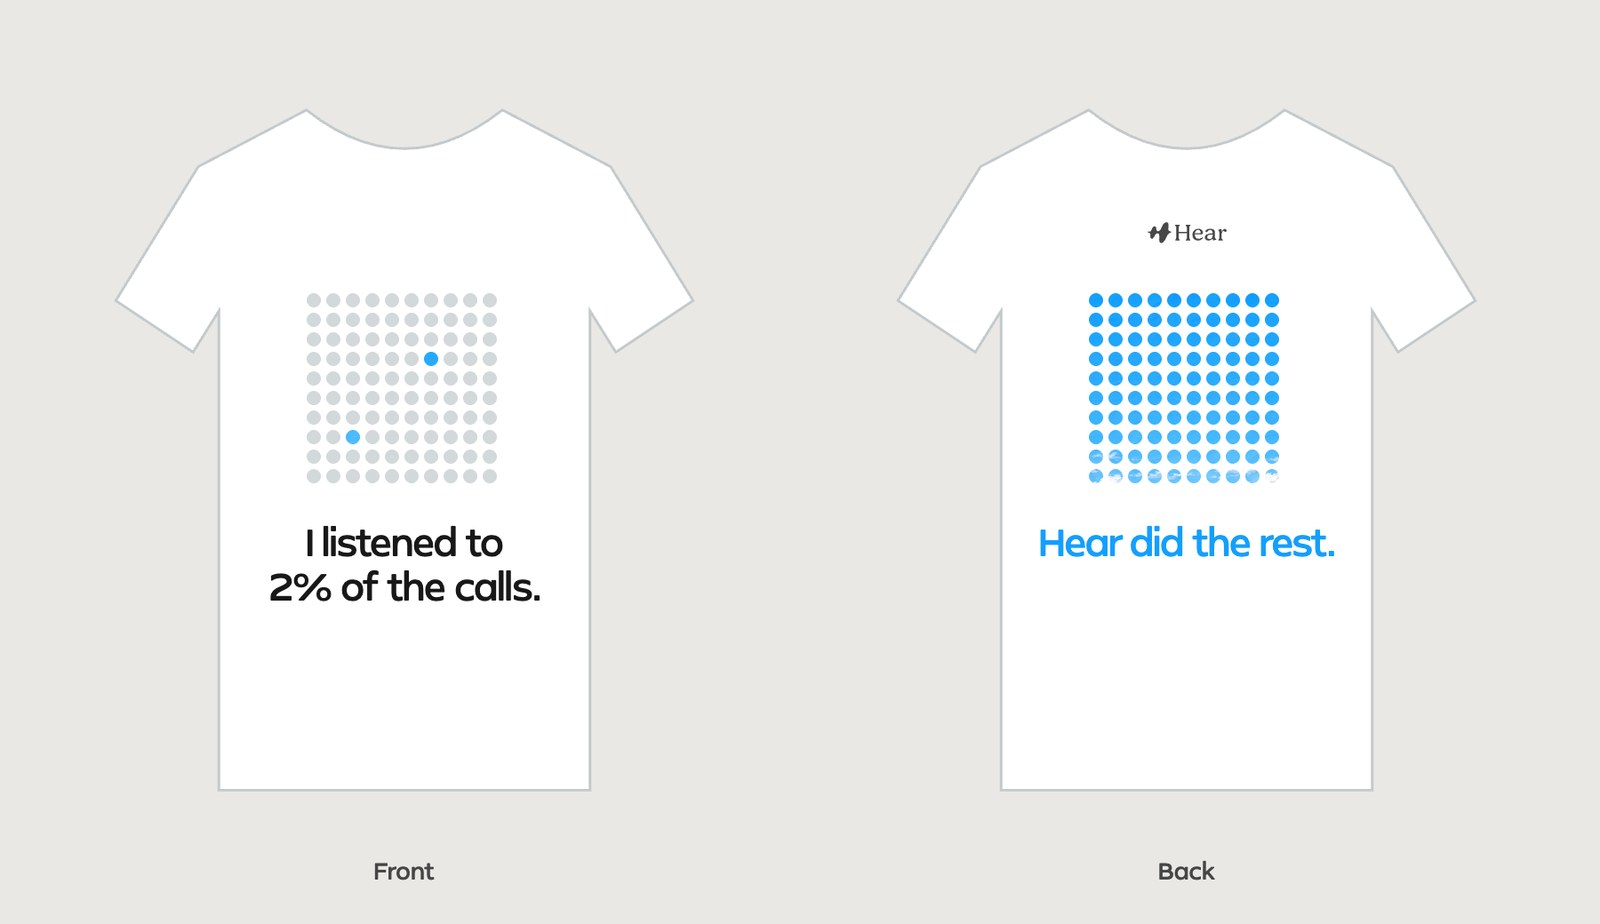 I listened to
2% of the calls.
Front
Hear
Hear did the rest.
Back